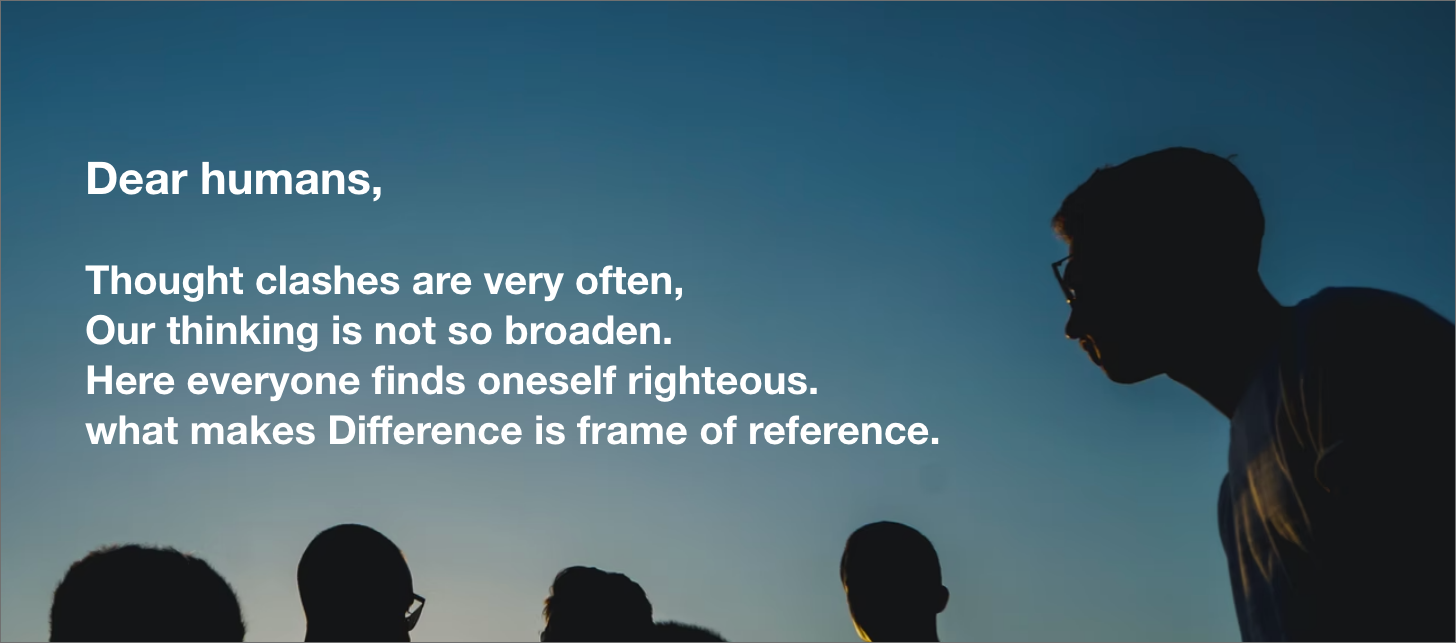 Dear humans,
Thought clashes are very often,
Our thinking is not so broaden.
Here everyone finds oneself righteous.
what makes Difference is frame of reference.